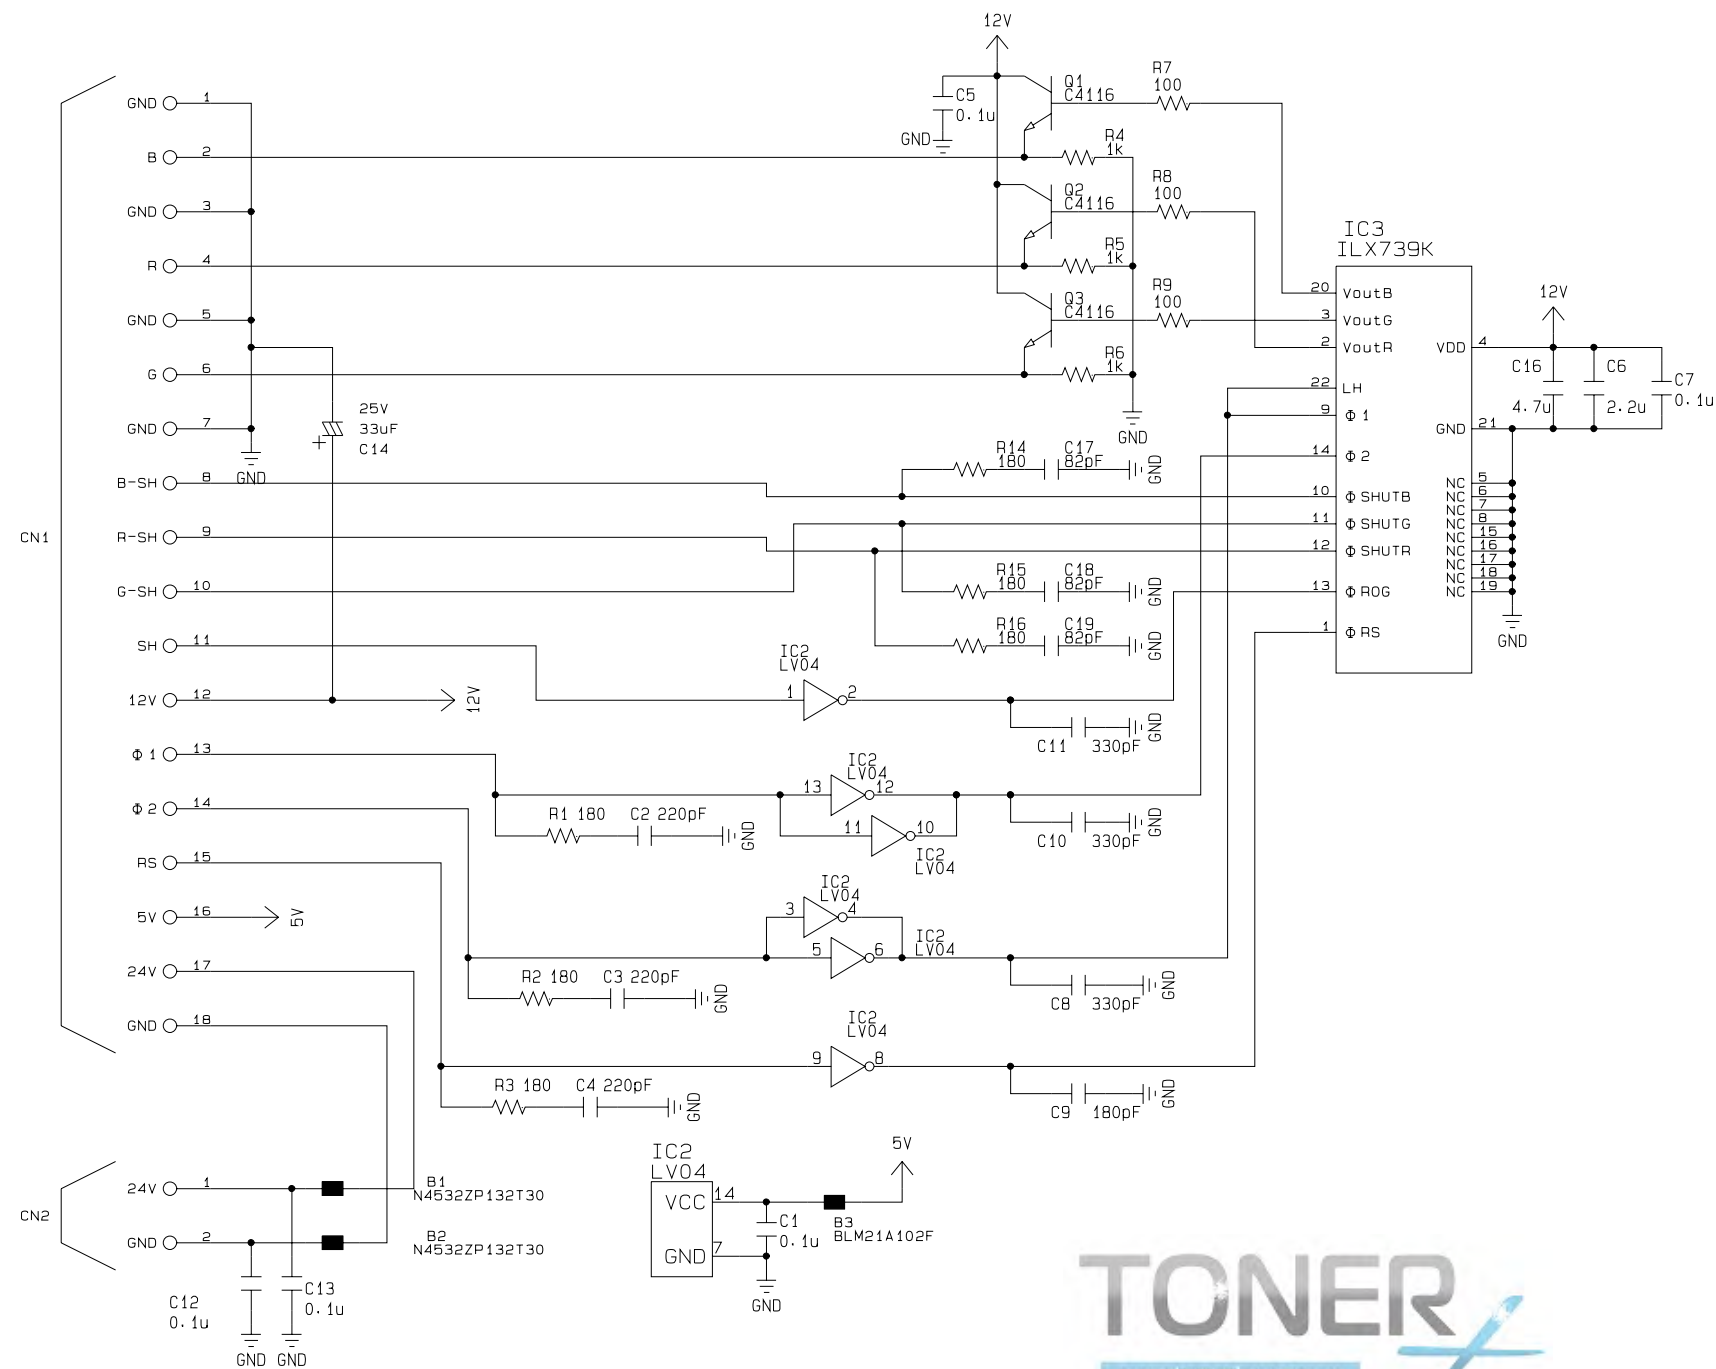 12V
GND 1
B 2
GND 3
R 4
GND 5
G 6
GND 7
B-SH 8
R-SH 9
G-SH 10
SH 11
12V 12
Φ1 13
Φ2 14
RS 15
5V 16
24V 17
GND 18
CN1
GND
25V
33uF
+ C14
12V
5V
C5
0.1u
GND
Q1
C4116
R7
100
R4
1k
Q2
C4116
R8
100
R5
1k
Q3
C4116
R9
100
R6
1k
GND
IC3
ILX739K
20 VoutB
3 VoutG
2 VoutR
22 LH
9 Φ1
14 Φ2
10 ΦSHUTB
11 ΦSHUTG
12 ΦSHUTR
13 ΦROG
1 ΦRS
VDD 4
GND 21
NC 5
NC 6
NC 7
NC 8
NC 15
NC 16
NC 17
NC 18
NC 19
GND
12V
C16
4.7u
C6
2.2u
C7
0.1u
R14
180
C17
82pF
GND
R15
180
C18
82pF
GND
R16
180
C19
82pF
GND
IC2
LV04
1 2
C11 330pF
GND
IC2
LV04
13 12
11 10
IC2
LV04
R1 180 C2 220pF
GND
C10 330pF
GND
IC2
LV04
3 4
5 6
IC2
LV04
R2 180 C3 220pF
GND
C8 330pF
GND
IC2
LV04
9 8
R3 180 C4 220pF
GND
C9 180pF
GND
CN2
24V 1
GND 2
B1
N4532ZP132T30
B2
N4532ZP132T30
C12
0.1u
C13
0.1u
GND GND
IC2
LV04
VCC 14
GND 7
C1
0.1u
GND
B3
BLM21A102F
5V
TONER